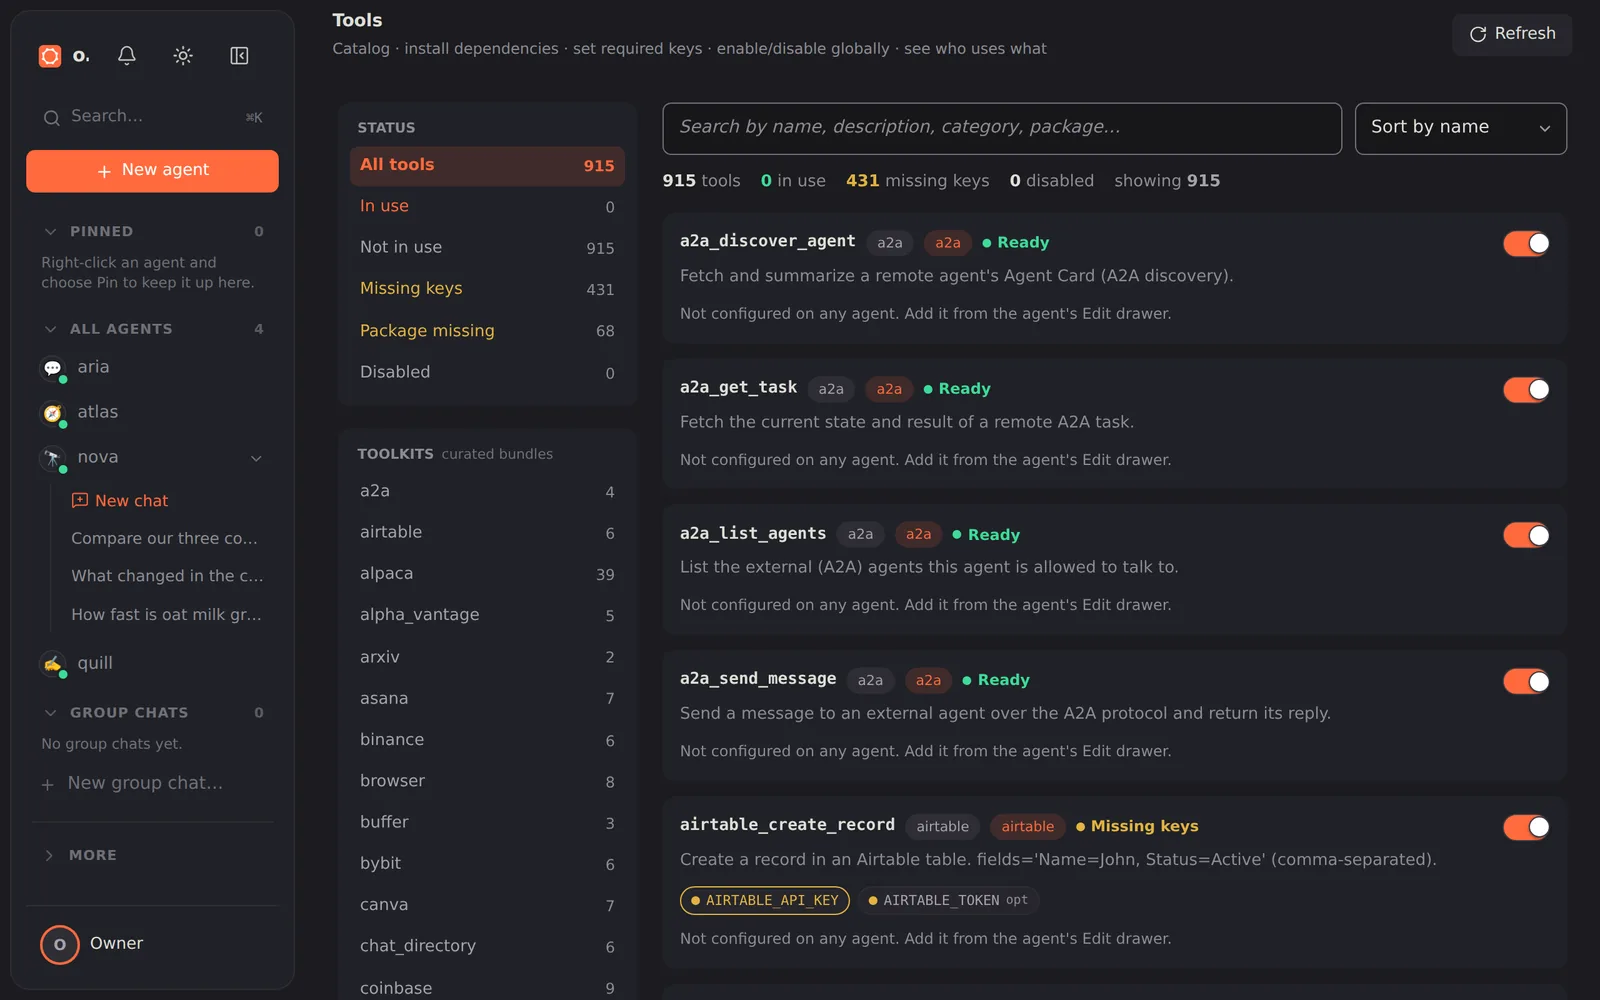 o.
Search...
⌘K
+ New agent
PINNED 0
Right-click an agent and
choose Pin to keep it up here.
ALL AGENTS 4
aria
atlas
nova
New chat
Compare our three co...
What changed in the c...
How fast is oat milk gr...
quill
GROUP CHATS 0
No group chats yet.
+ New group chat...
MORE
O Owner
Tools
Catalog · install dependencies · set required keys · enable/disable globally · see who uses what
Refresh
STATUS
All tools 915
In use 0
Not in use 915
Missing keys 431
Package missing 68
Disabled 0
TOOLKITS curated bundles
a2a 4
airtable 6
alpaca 39
alpha_vantage 5
arxiv 2
asana 7
binance 6
browser 8
buffer 3
bybit 6
canva 7
chat_directory 6
coinbase 9
Search by name, description, category, package...
Sort by name
915 tools 0 in use 431 missing keys 0 disabled showing 915
a2a_discover_agent a2a a2a Ready
Fetch and summarize a remote agent's Agent Card (A2A discovery).
Not configured on any agent. Add it from the agent's Edit drawer.
a2a_get_task a2a a2a Ready
Fetch the current state and result of a remote A2A task.
Not configured on any agent. Add it from the agent's Edit drawer.
a2a_list_agents a2a a2a Ready
List the external (A2A) agents this agent is allowed to talk to.
Not configured on any agent. Add it from the agent's Edit drawer.
a2a_send_message a2a a2a Ready
Send a message to an external agent over the A2A protocol and return its reply.
Not configured on any agent. Add it from the agent's Edit drawer.
airtable_create_record airtable airtable Missing keys
Create a record in an Airtable table. fields='Name=John, Status=Active' (comma-separated).
AIRTABLE_API_KEY AIRTABLE_TOKEN opt
Not configured on any agent. Add it from the agent's Edit drawer.